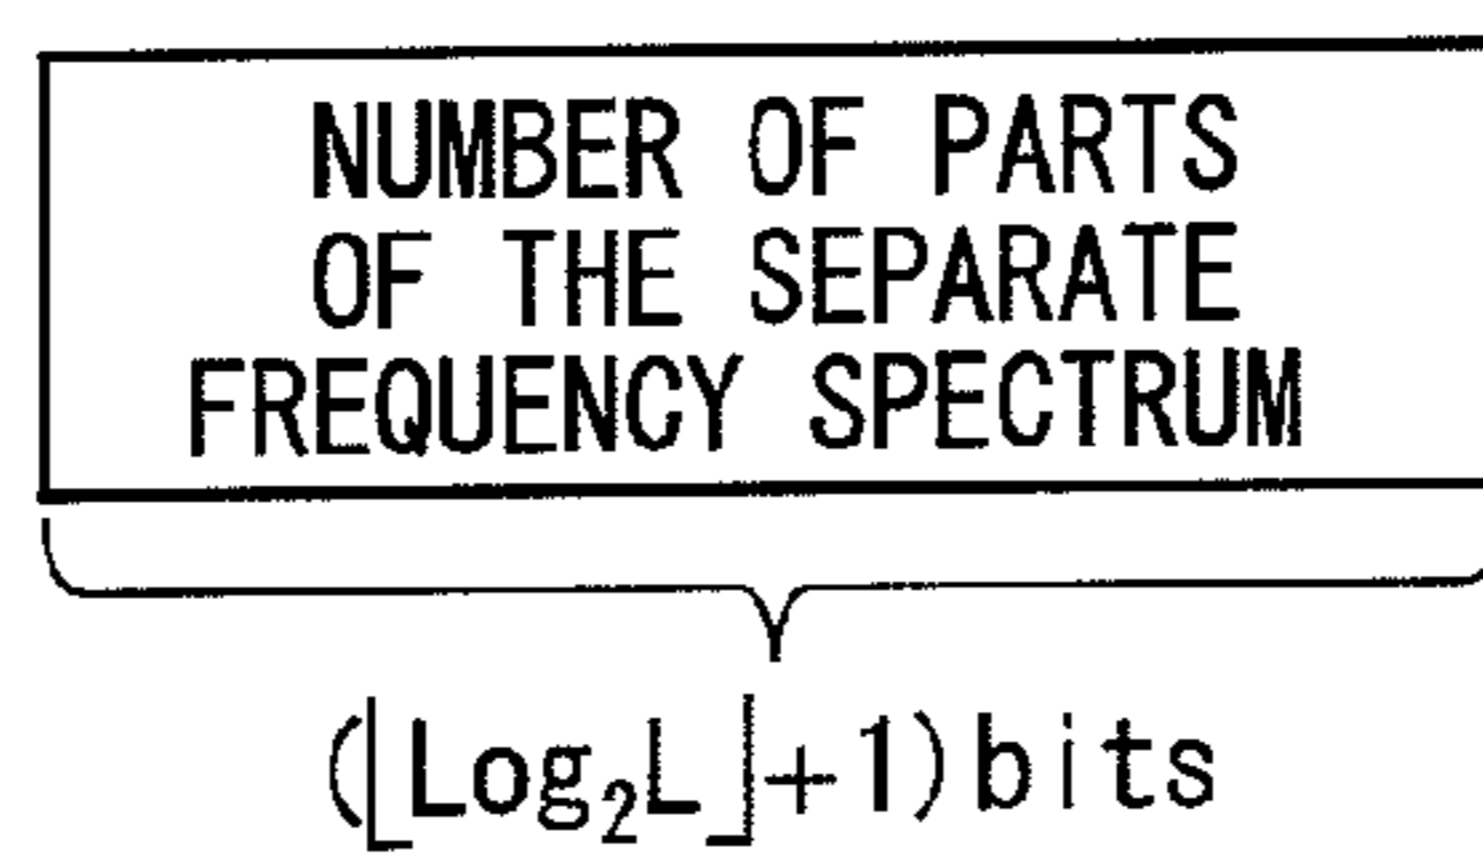 NUMBER OF PARTS
OF THE SEPARATE
FREQUENCY SPECTRUM
(⌊Log₂L⌋+1)bits